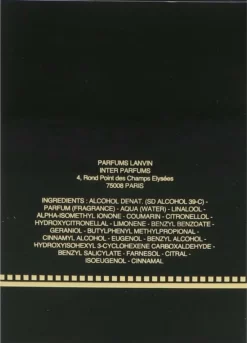 PARFUMS LANVIN
INTER PARFUMS
4, Rond Point des Champs Elysées
75008 PARIS
INGREDIENTS : ALCOHOL DENAT. (SD ALCOHOL 39-C) -
PARFUM (FRAGRANCE) - AQUA (WATER) - LINALOOL -
ALPHA-ISOMETHYL IONONE - COUMARIN - CITRONELLOL -
HYDROXYCITRONELLAL - LIMONENE - BENZYL BENZOATE -
GERANIOL - BUTYLPHENYL METHYLPROPIONAL -
CINNAMYL ALCOHOL - EUGENOL - BENZYL ALCOHOL -
HYDROXYISOHEXYL 3-CYCLOHEXENE CARBOXALDEHYDE -
BENZYL SALICYLATE - FARNESOL - CITRAL -
ISOEUGENOL - CINNAMAL